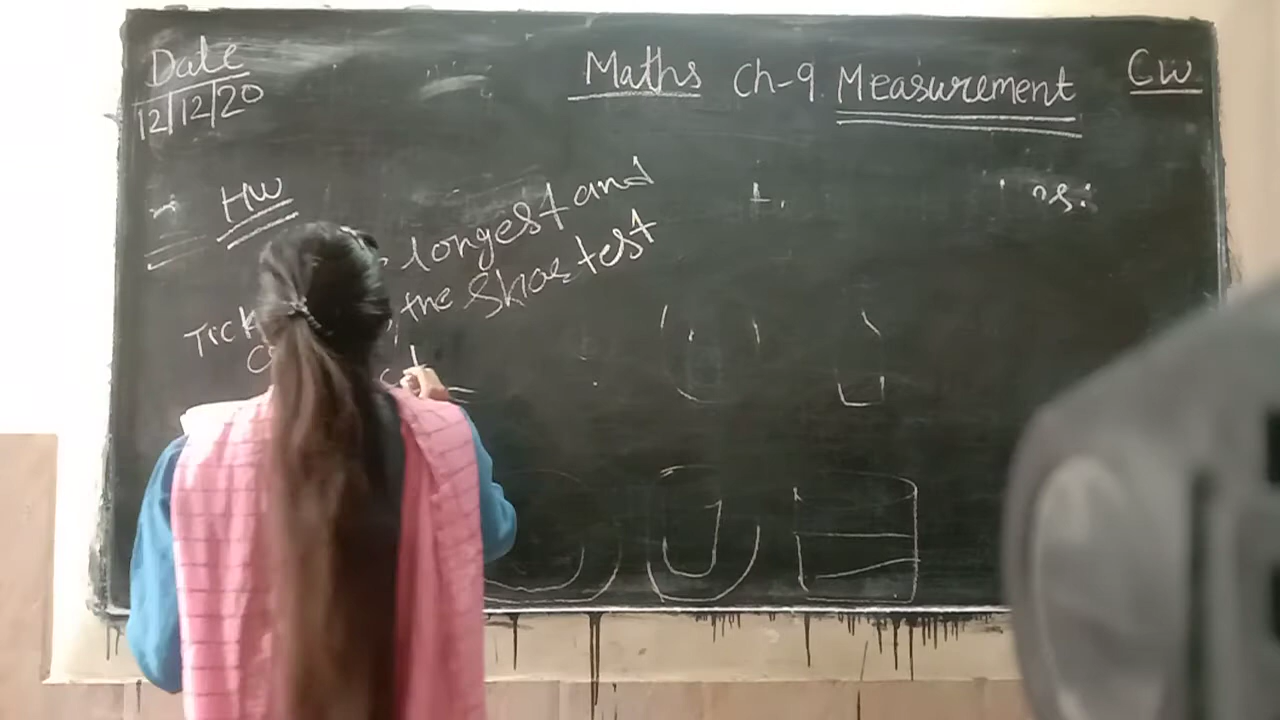 Date
12/12/20
Maths Ch-9 Measurement
CW
HW
longest and
Tick the Shortest